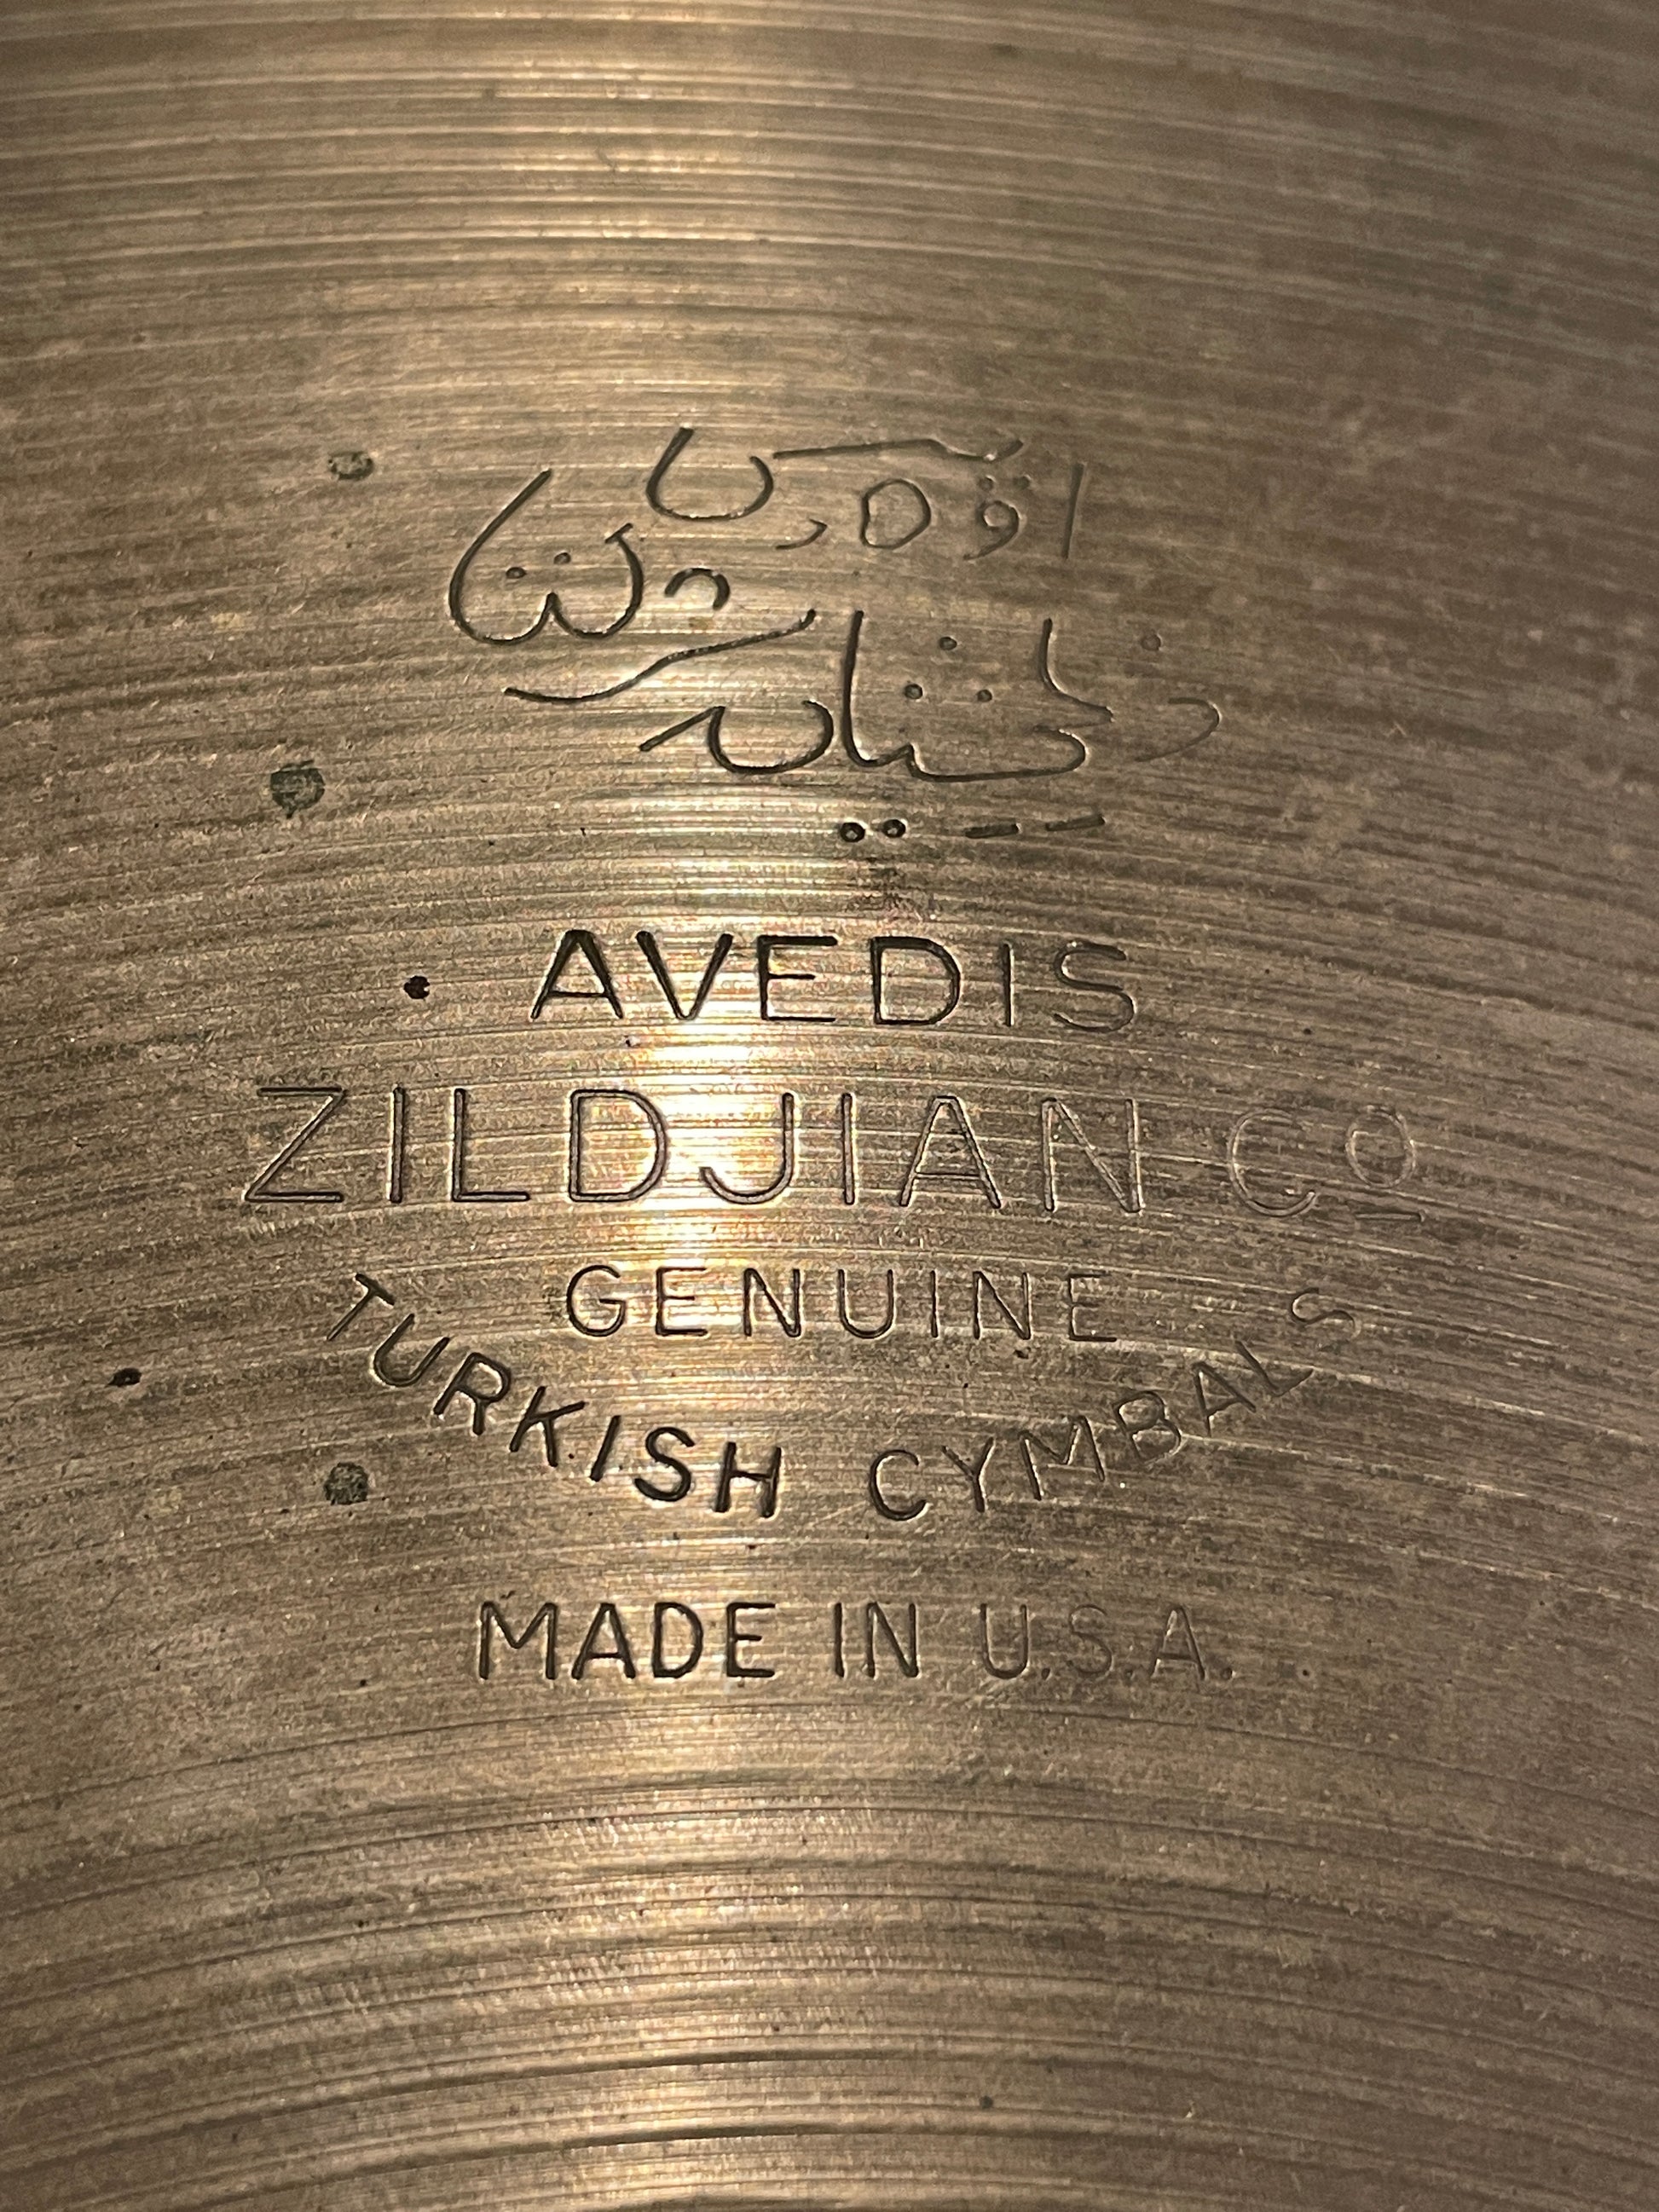 AVEDIS
ZILDJIAN Co
GENUINE
TURKISH CYMBALS
MADE IN U.S.A.